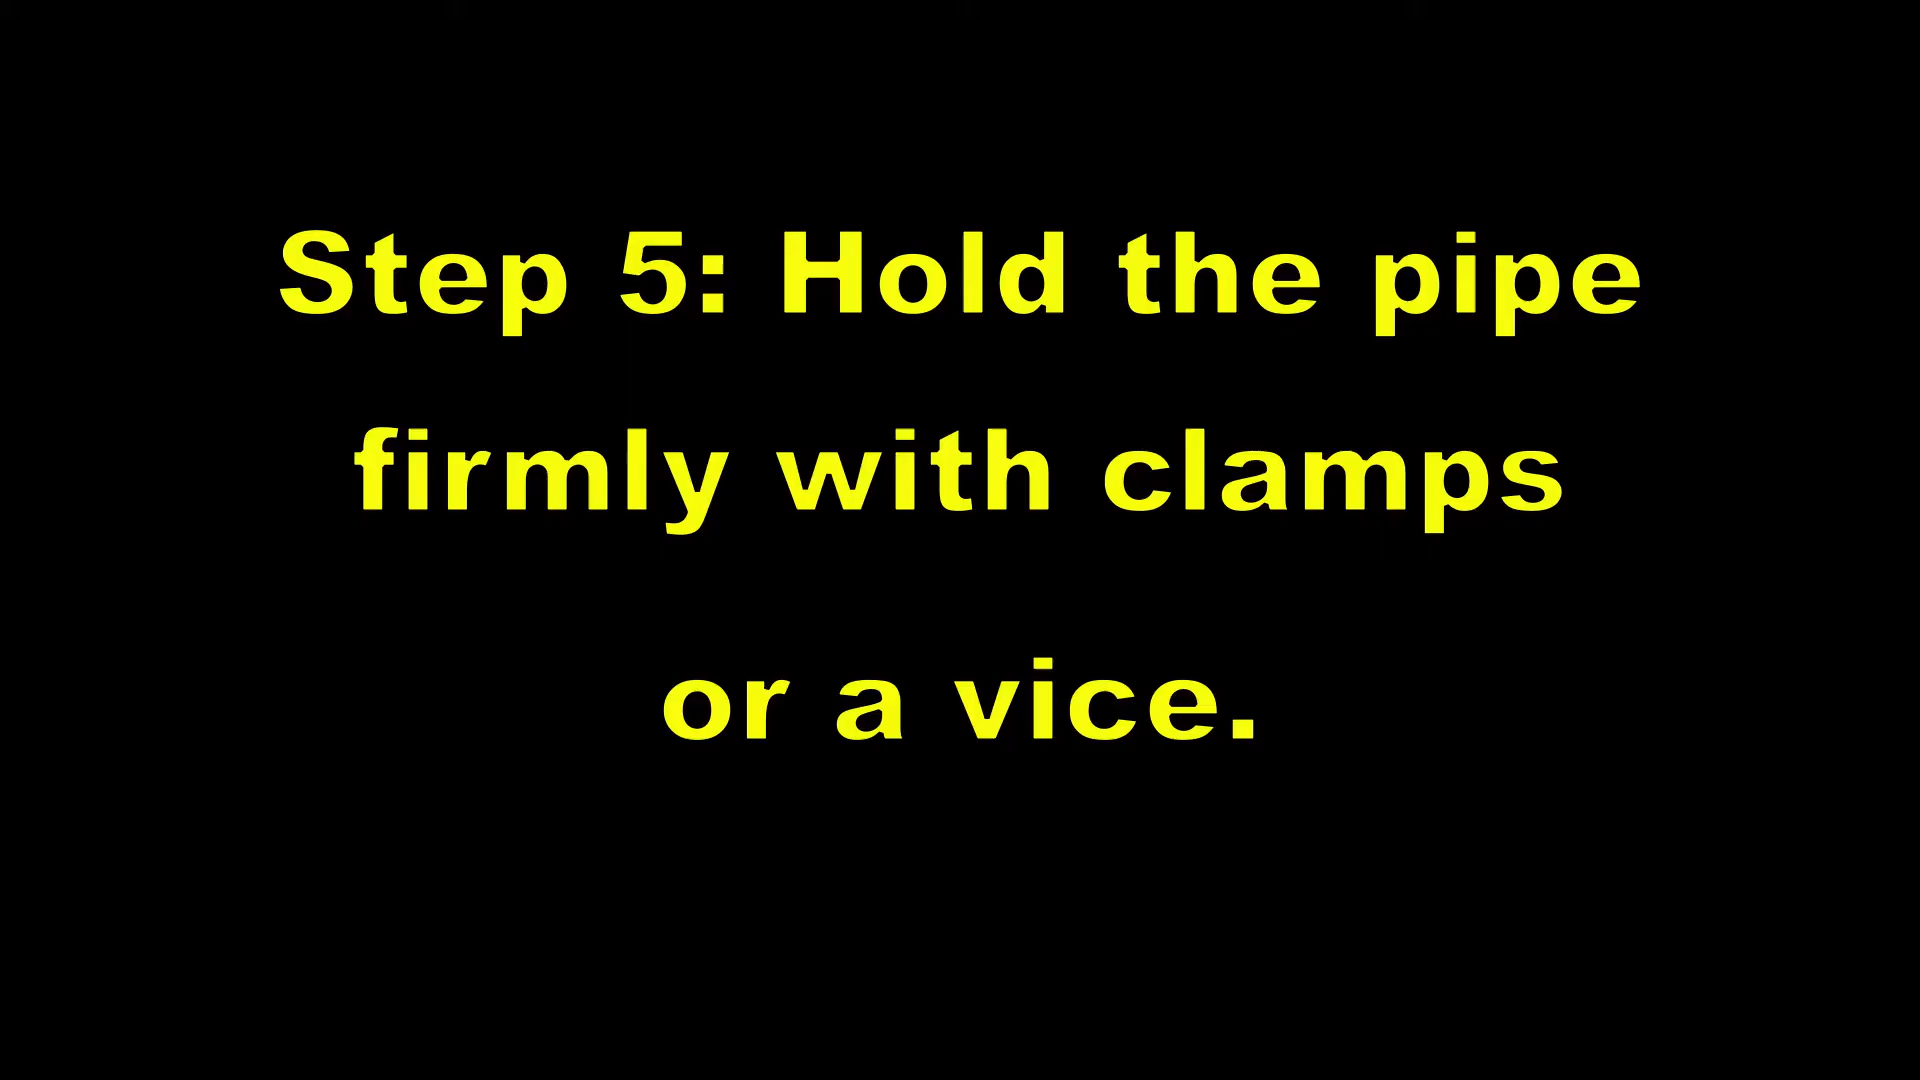 Step 5: Hold the pipe
firmly with clamps
or a vice.